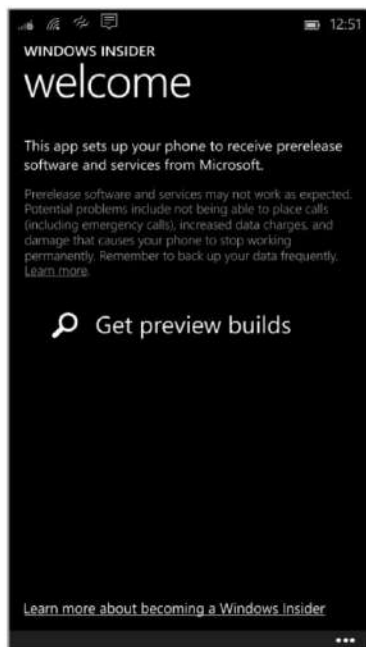 12:51
WINDOWS INSIDER
welcome
This app sets up your phone to receive prerelease
software and services from Microsoft.
Prerelease software and services may not work as expected.
Potential problems include not being able to place calls
(including emergency calls), increased data charges, and
damage that causes your phone to stop working
permanently. Remember to back up your data frequently.
Learn more.
Get preview builds
Learn more about becoming a Windows Insider